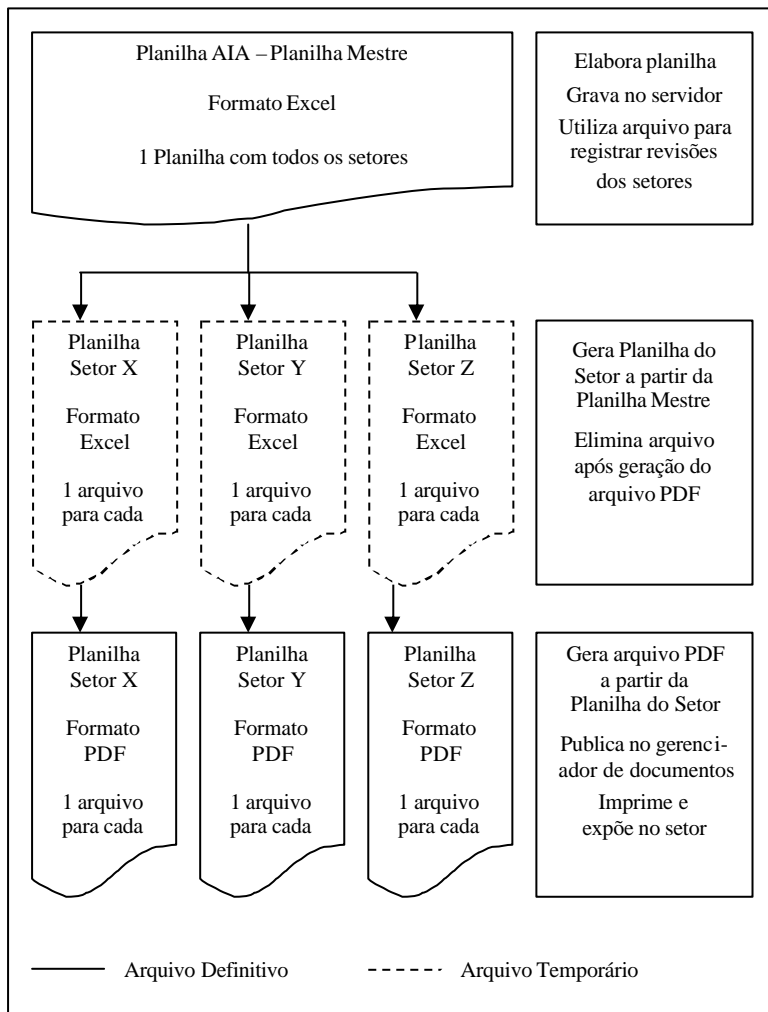 Planilha AIA – Planilha Mestre
Formato Excel
1 Planilha com todos os setores
Elabora planilha
Grava no servidor
Utiliza arquivo para
registrar revisões
dos setores
Planilha
Setor X
Formato
Excel
1 arquivo
para cada
Planilha
Setor Y
Formato
Excel
1 arquivo
para cada
Planilha
Setor Z
Formato
Excel
1 arquivo
para cada
Gera Planilha do
Setor a partir da
Planilha Mestre
Elimina arquivo
após geração do
arquivo PDF
Planilha
Setor X
Formato
PDF
1 arquivo
para cada
Planilha
Setor Y
Formato
PDF
1 arquivo
para cada
Planilha
Setor Z
Formato
PDF
1 arquivo
para cada
Gera arquivo PDF
a partir da
Planilha do Setor
Publica no gerenci-
ador de documentos
Imprime e
expõe no setor
Arquivo Definitivo
Arquivo Temporário